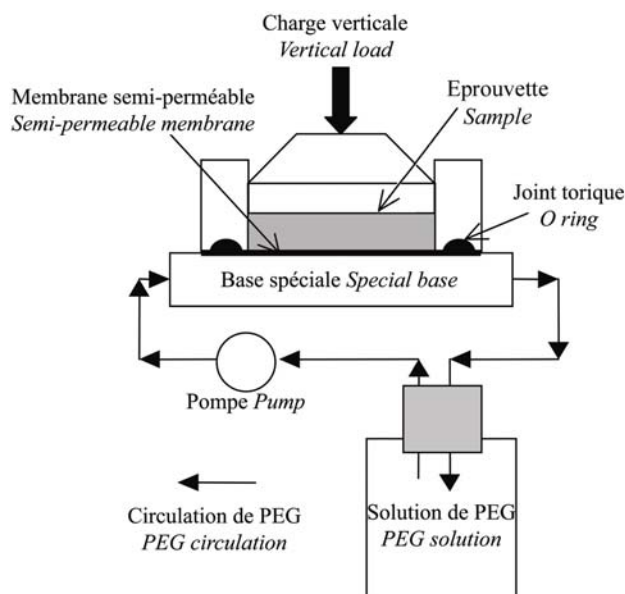 Charge verticale
Vertical load
Membrane semi-perméable
Semi-permeable membrane
Eprouvette
Sample
Joint torique
O ring
Base spéciale Special base
Pompe Pump
Circulation de PEG
PEG circulation
Solution de PEG
PEG solution